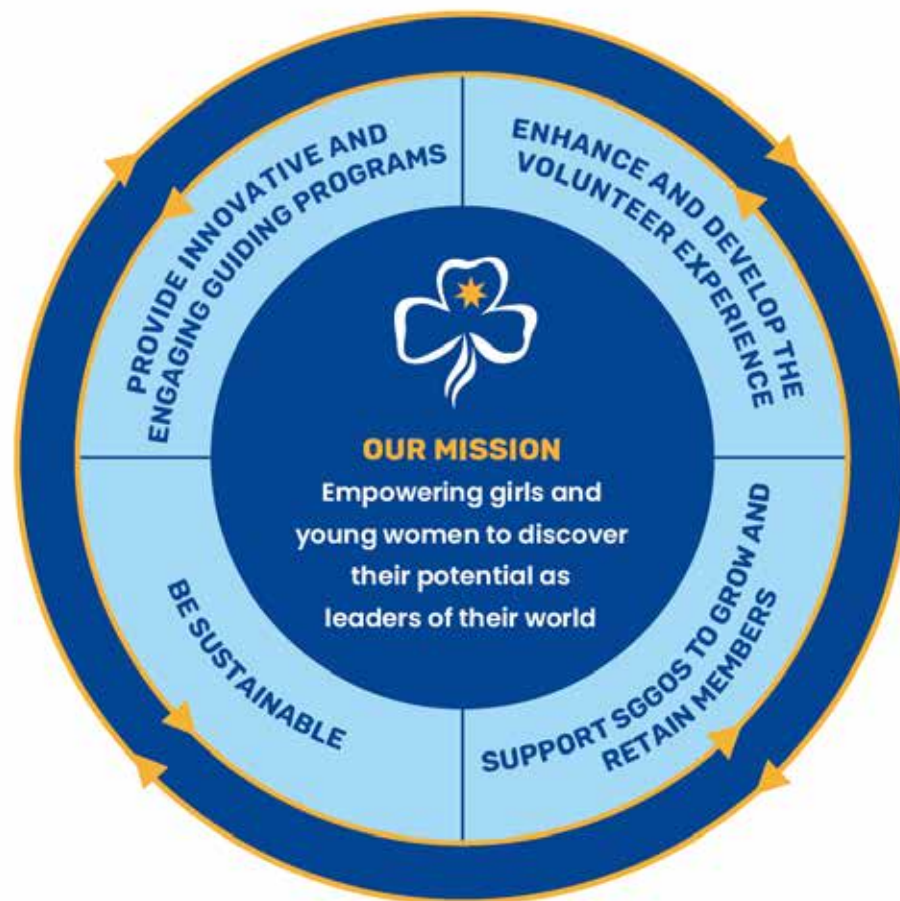 PROVIDE INNOVATIVE AND
ENGAGING GUIDING PROGRAMS
ENHANCE AND DEVELOP THE
VOLUNTEER EXPERIENCE
OUR MISSION
Empowering girls and
young women to discover
their potential as
leaders of their world
BE SUSTAINABLE
SUPPORT SGGOS TO GROW AND
RETAIN MEMBERS